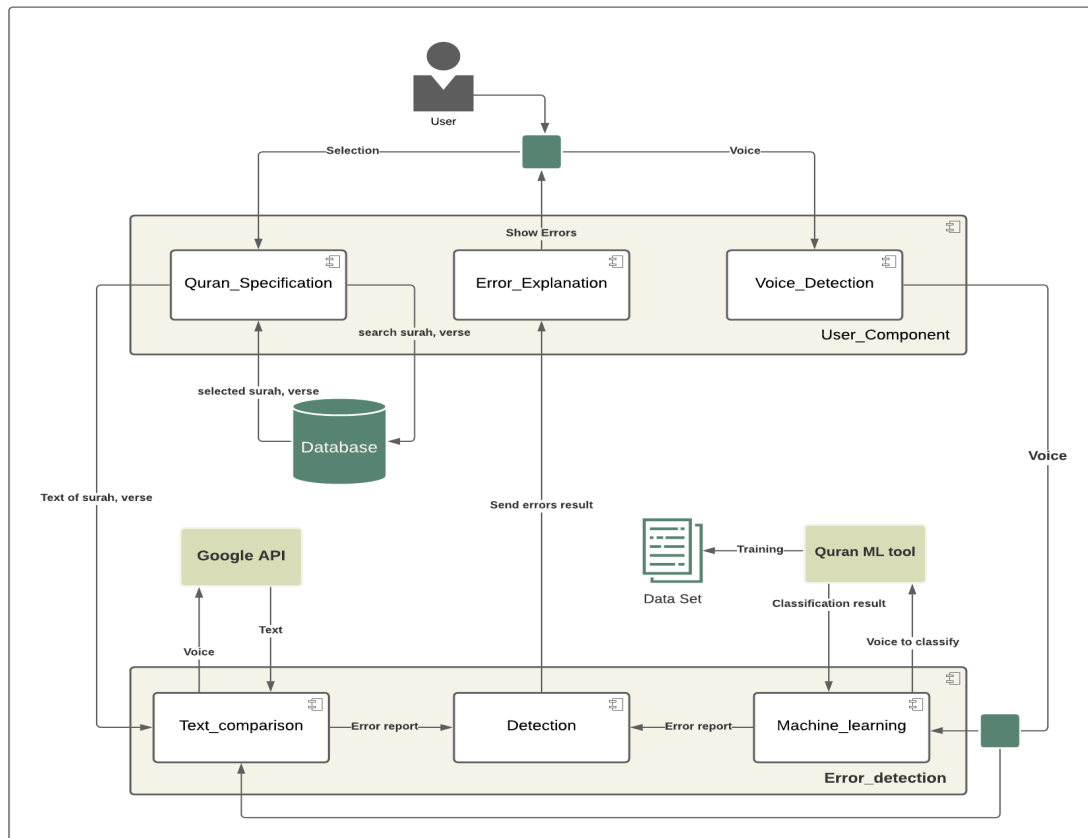 User
Selection
Voice
Show Errors
Quran_Specification
Error_Explanation
Voice_Detection
search surah, verse
User_Component
selected surah, verse
Database
Voice
Text of surah, verse
Send errors result
Google API
Training
Quran ML tool
Data Set
Classification result
Text
Voice to classify
Voice
Text_comparison
Error report
Detection
Error report
Machine_learning
Error_detection